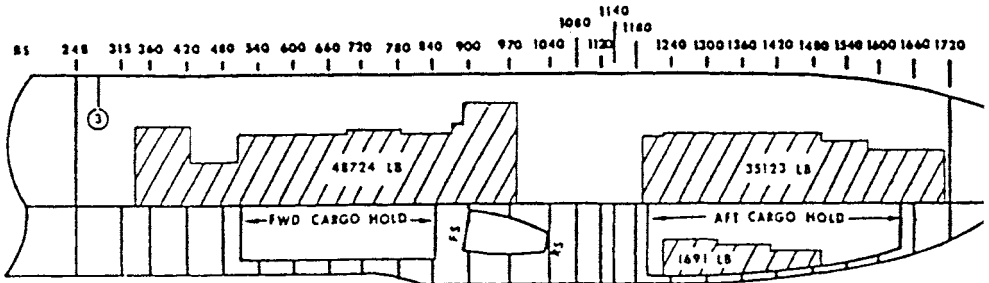 1140
1080 1180
BS 248 315 360 420 480 540 600 660 720 780 840 900 970 1040 1120 1240 1300 1360 1420 1480 1540 1600 1660 1720
3
48724 LB 35123 LB
FWD CARGO HOLD FS RS AFT CARGO HOLD
1691 LB